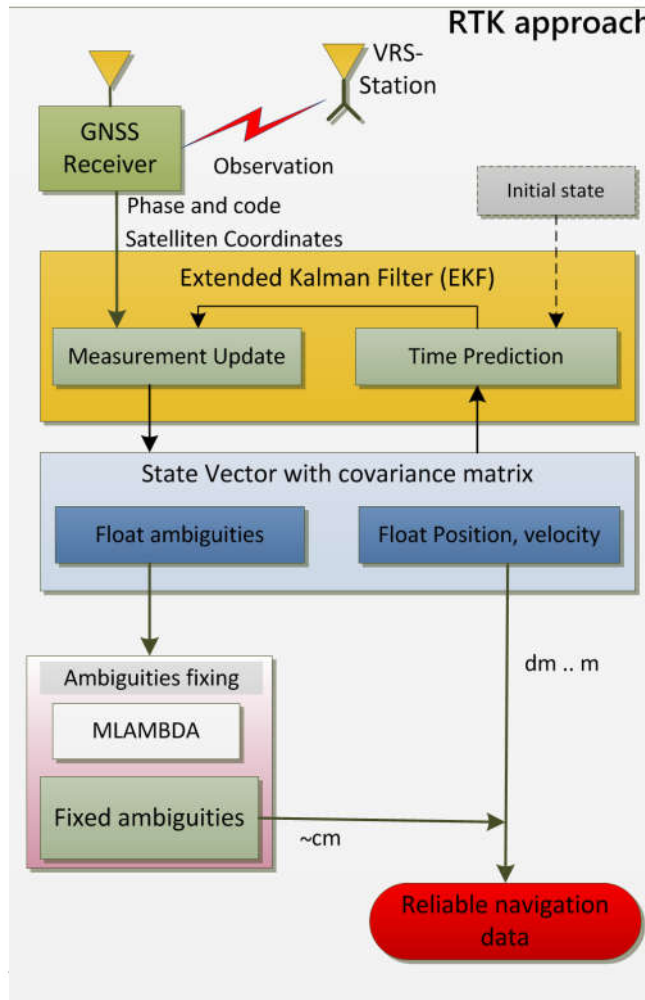 RTK approach
VRS-
Station
GNSS
Receiver
Observation
Initial state
Phase and code
Satelliten Coordinates
Extended Kalman Filter (EKF)
Measurement Update
Time Prediction
State Vector with covariance matrix
Float ambiguities
Float Position, velocity
dm .. m
Ambiguities fixing
MLAMBDA
Fixed ambiguities
~cm
Reliable navigation
data